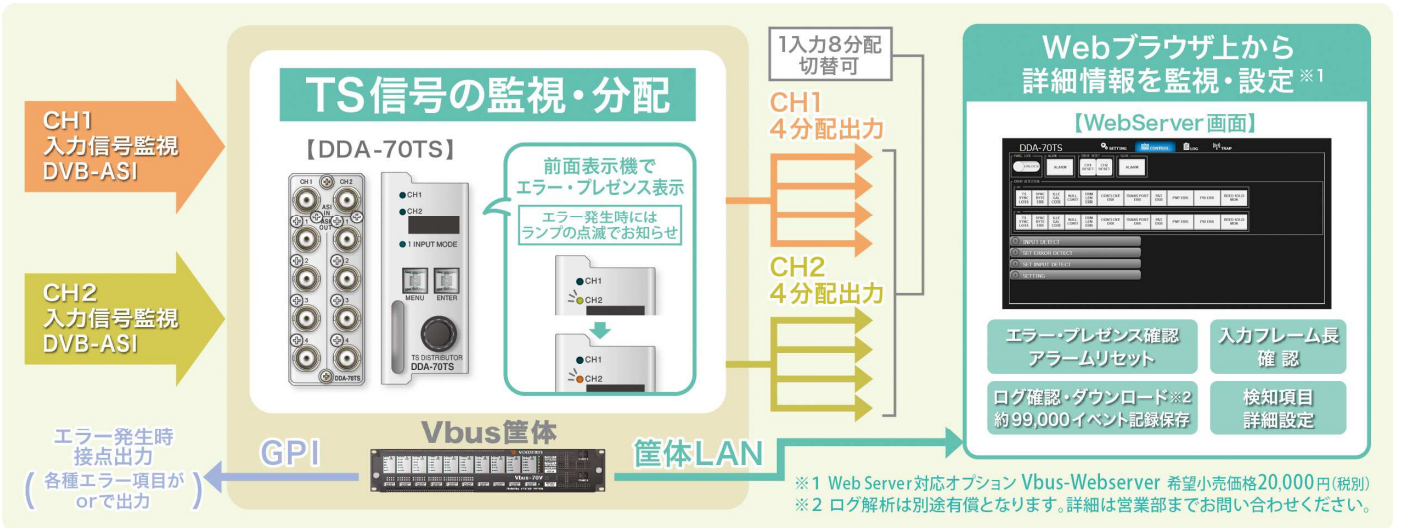 CH1
入力信号監視
DVB-ASI
CH2
入力信号監視
DVB-ASI
TS信号の監視・分配
【DDA-70TS】
CH1 CH2
ASI
IN
ASI
OUT
1
1
2
2
3
3
4
4
DDA-70TS
CH1
CH2
1 INPUT MODE
MENU ENTER
TS DISTRIBUTOR
DDA-70TS
前面表示機で
エラー・プレゼンス表示
エラー発生時には
ランプの点滅でお知らせ
CH1
CH2
CH1
CH2
Vbus筐体
Vbus-70V
GPI
エラー発生時
接点出力
(各種エラー項目が
orで出力)
筐体LAN
1入力8分配
切替可
CH1
4分配出力
CH2
4分配出力
Webブラウザ上から
詳細情報を監視・設定※1
【WebServer画面】
DDA-70TS
SETTING CONTROL LOG TRAP
ALARM
ALARM
INPUT DETECT
SET ERROR DETECT
SET INPUT DETECT
SETTING
エラー・プレゼンス確認
アラームリセット
入力フレーム長
確認
ログ確認・ダウンロード※2
約99,000イベント記録保存
検知項目
詳細設定
※1 Web Server対応オプション Vbus-Webserver 希望小売価格20,000円(税別)
※2 ログ解析は別途有償となります。詳細は営業部までお問い合わせください。